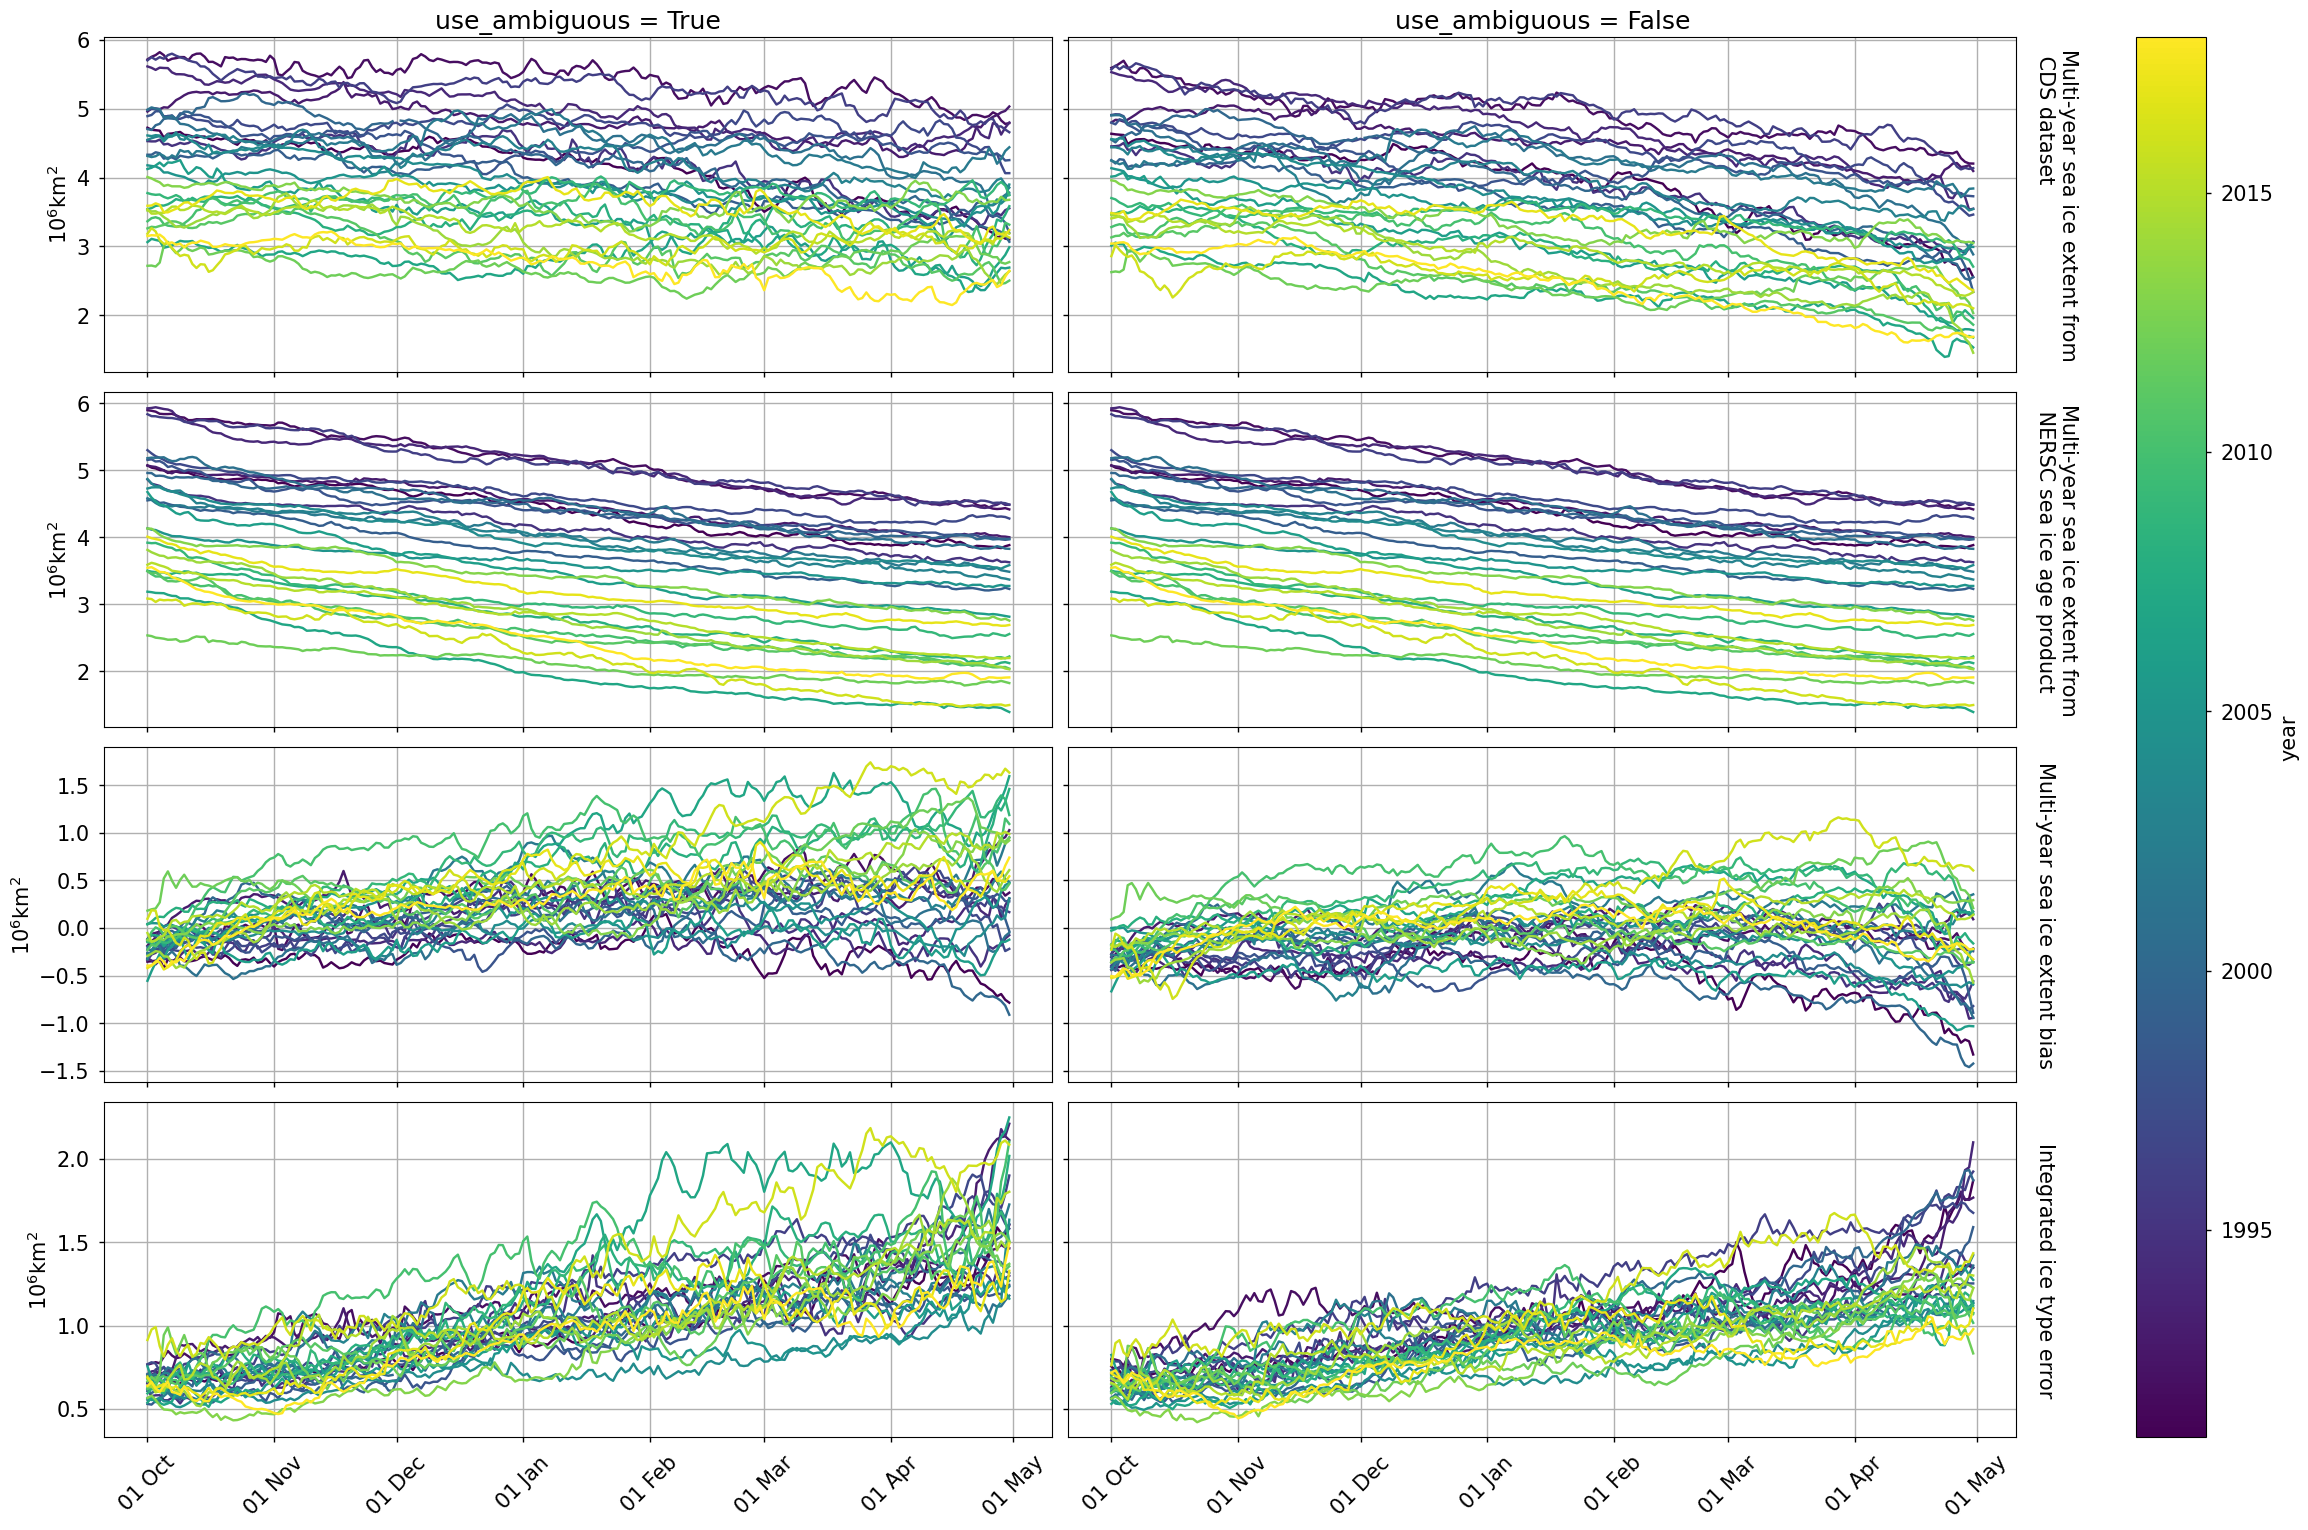 use_ambiguous = True
use_ambiguous = False
6
5
4
3
2
10⁶km²
Multi-year sea ice extent from
CDS dataset
6
5
4
3
2
10⁶km²
Multi-year sea ice extent from
NERSC sea ice age product
1.5
1.0
0.5
0.0
−0.5
−1.0
−1.5
10⁶km²
Multi-year sea ice extent bias
2.0
1.5
1.0
0.5
10⁶km²
Integrated ice type error
01 Oct
01 Nov
01 Dec
01 Jan
01 Feb
01 Mar
01 Apr
01 May
01 Oct
01 Nov
01 Dec
01 Jan
01 Feb
01 Mar
01 Apr
01 May
2015
2010
2005
2000
1995
year